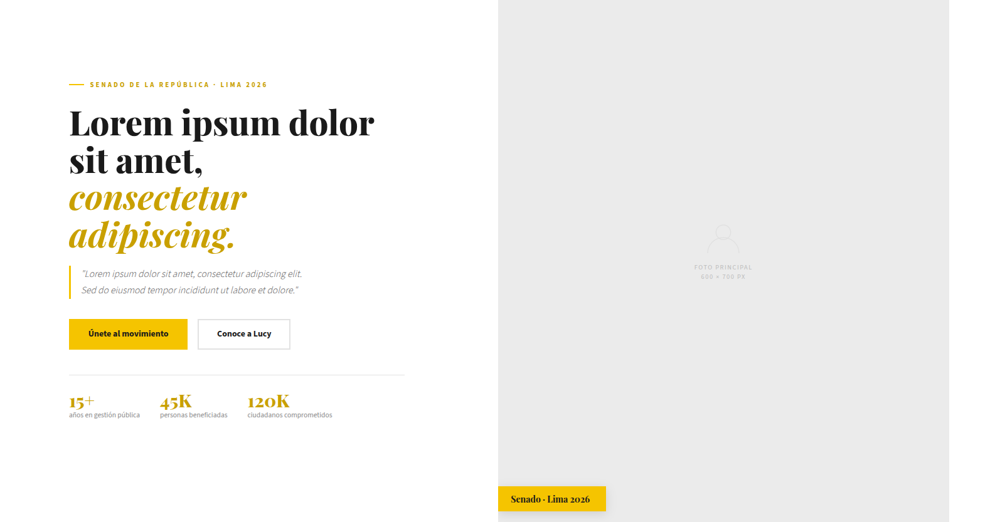 SENADO DE LA REPÚBLICA · LIMA 2026
Lorem ipsum dolor
sit amet,
consectetur
adipiscing.
"Lorem ipsum dolor sit amet, consectetur adipiscing elit.
Sed do eiusmod tempor incididunt ut labore et dolore."
Únete al movimiento
Conoce a Lucy
15+
años en gestión pública
45K
personas beneficiadas
120K
ciudadanos comprometidos
FOTO PRINCIPAL
600 × 700 PX
Senado · Lima 2026